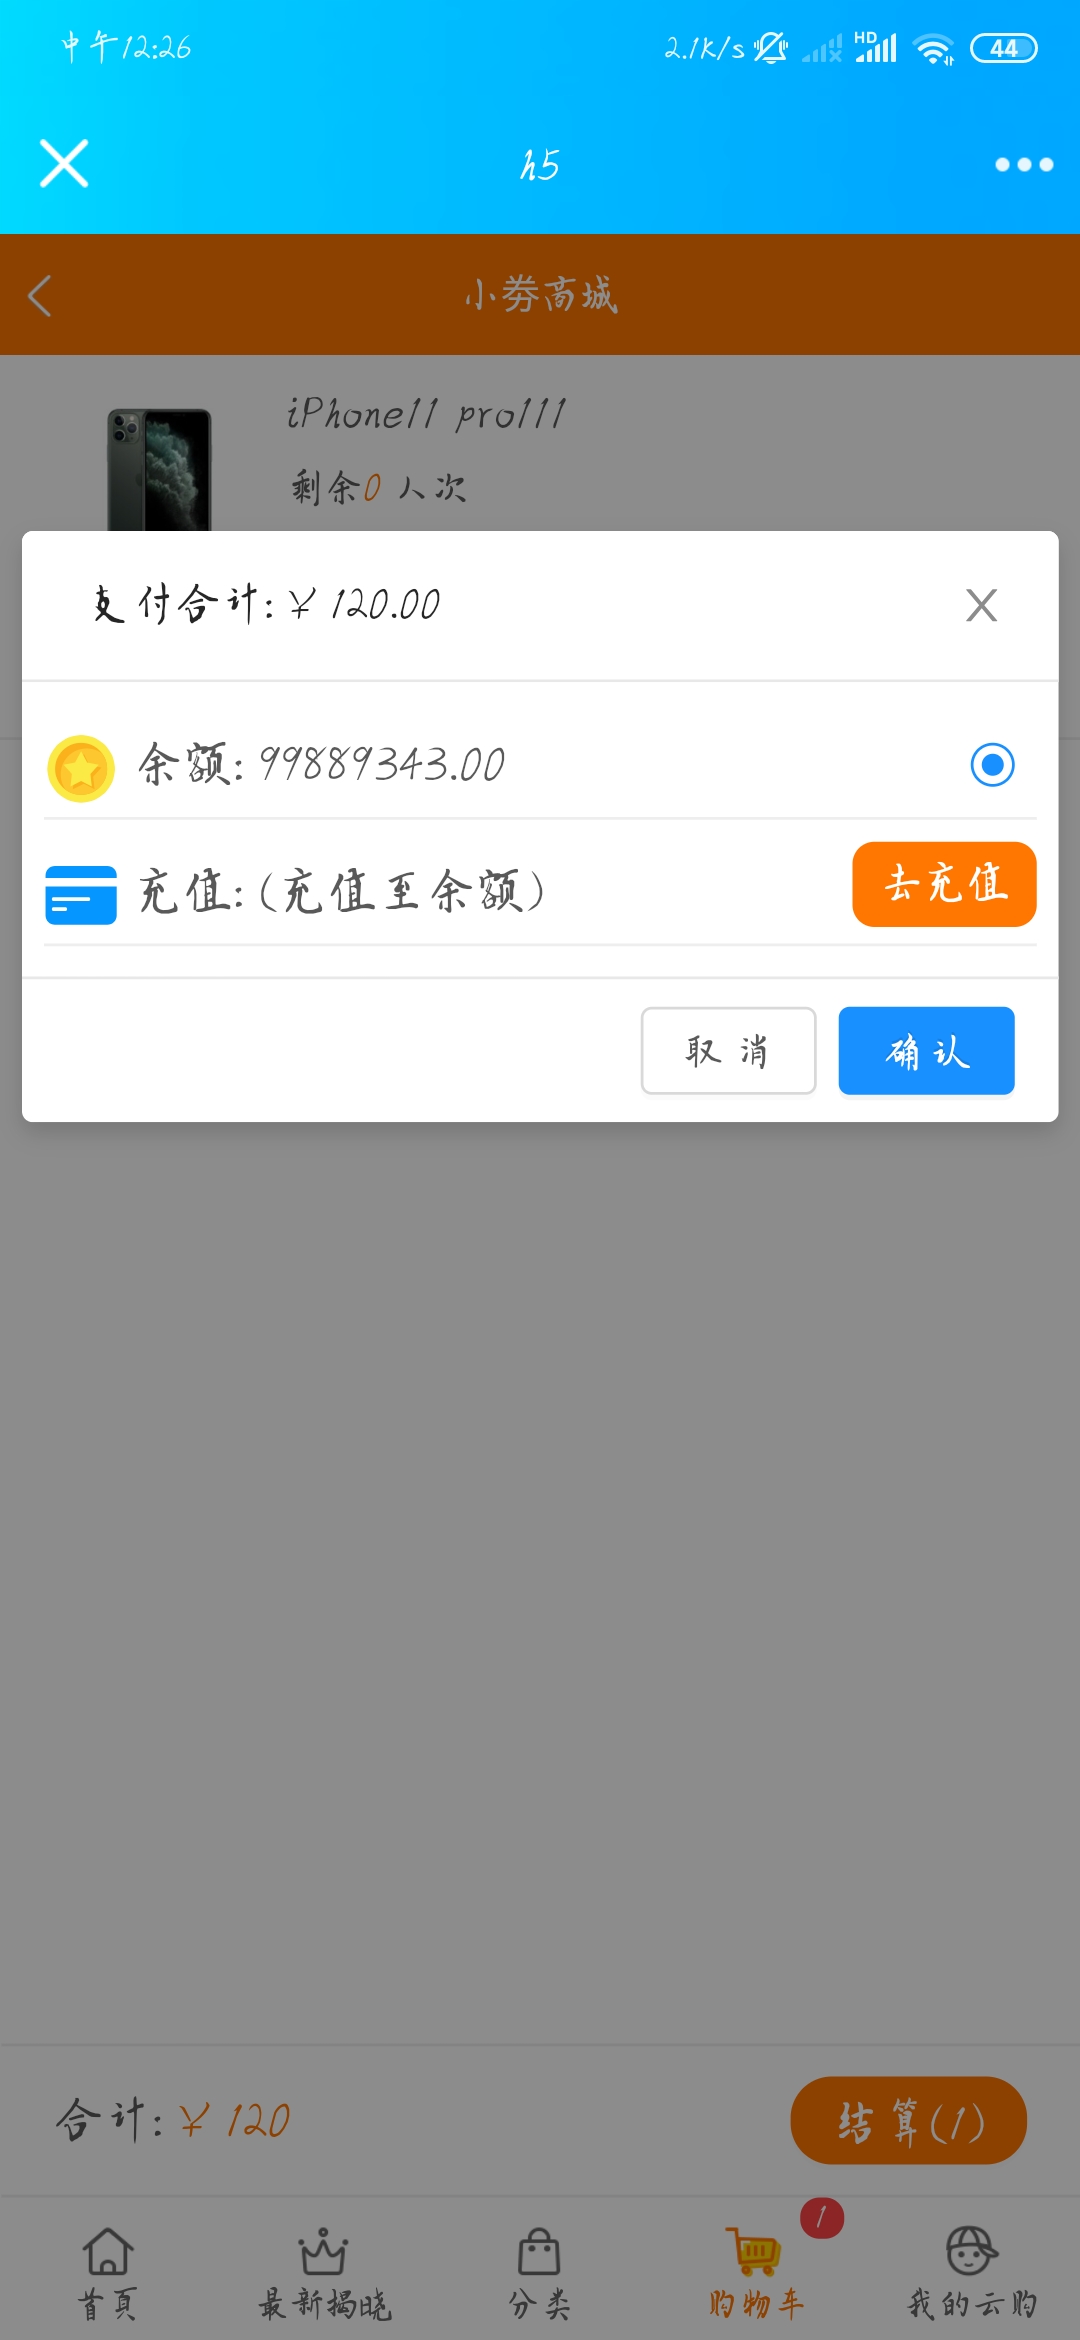 中午12:26 2.1K/s HD 44
h5
小劵商城
iPhone11 pro111
剩余0 人次
支付合计:￥ 120.00
余额: 99889343.00
充值: (充值至余额) 去充值
取 消 确 认
合计:￥ 120 结算(1)
1
首頁 最新揭晓 分类 购物车 我的云购